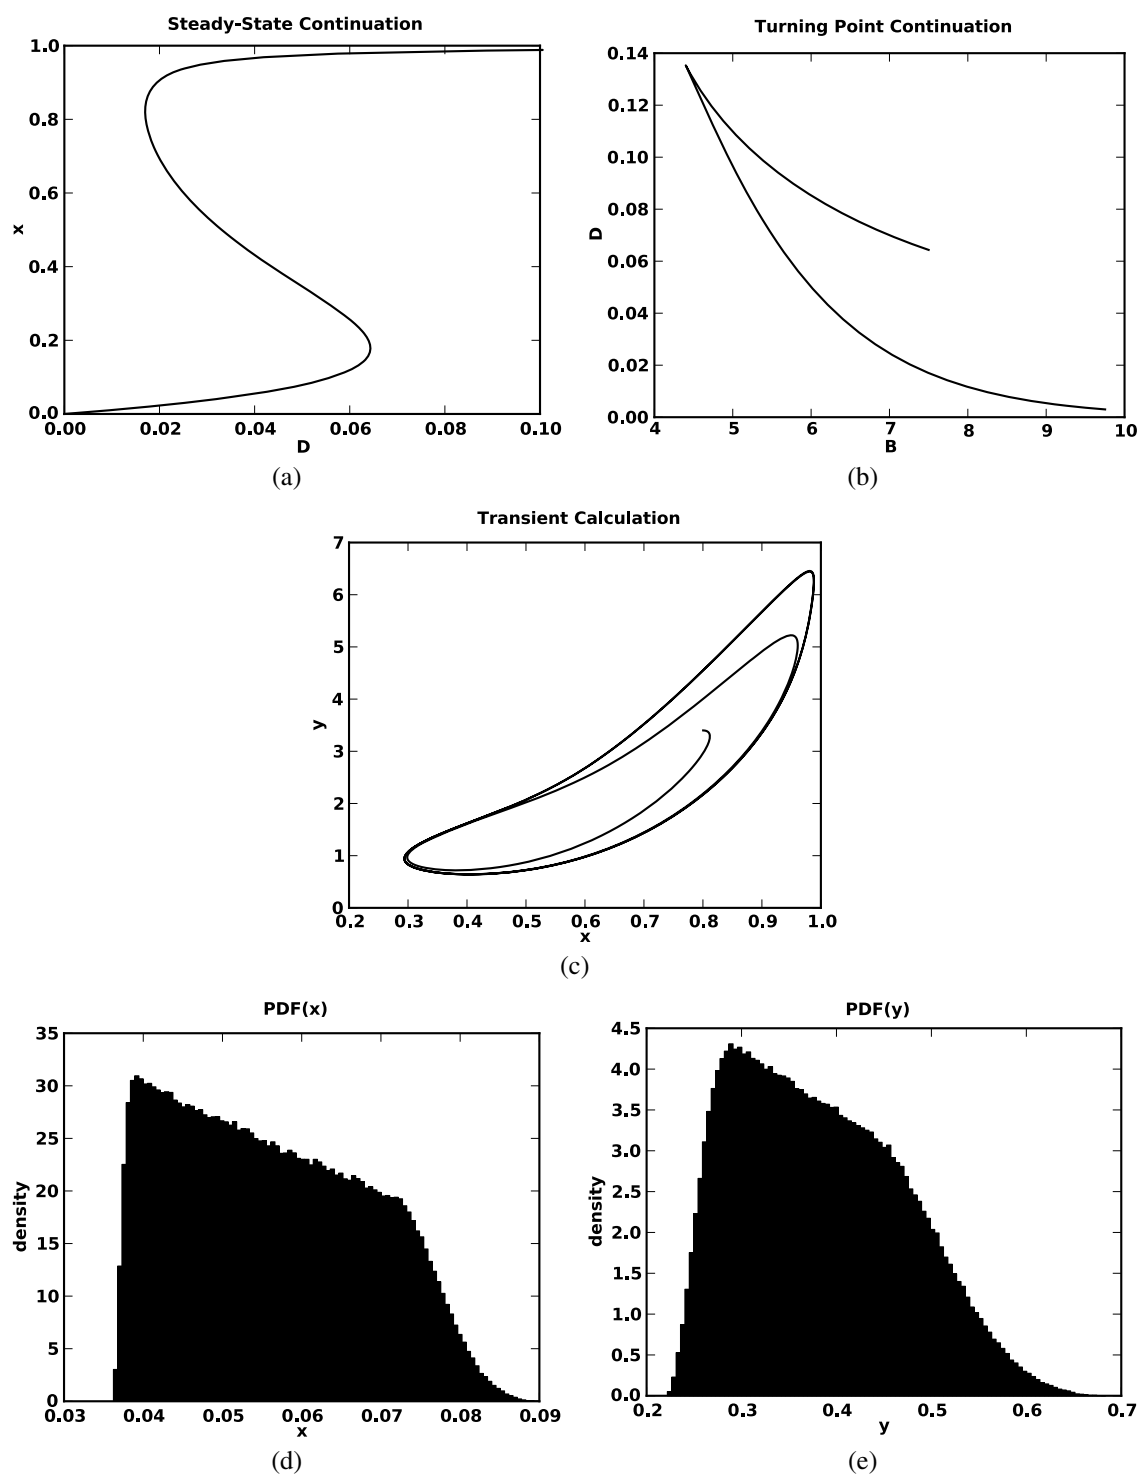 Steady-State Continuation
1.0
0.8
0.6
0.4
0.2
0.0
x
0.00 0.02 0.04 0.06 0.08 0.10
D
(a)
Turning Point Continuation
0.14
0.12
0.10
0.08
0.06
0.04
0.02
0.00
D
4 5 6 7 8 9 10
B
(b)
Transient Calculation
7
6
5
4
3
2
1
0
y
0.2 0.3 0.4 0.5 0.6 0.7 0.8 0.9 1.0
x
(c)
PDF(x)
35
30
25
20
15
10
5
0
density
0.03 0.04 0.05 0.06 0.07 0.08 0.09
x
(d)
PDF(y)
4.5
4.0
3.5
3.0
2.5
2.0
1.5
1.0
0.5
0.0
density
0.2 0.3 0.4 0.5 0.6 0.7
y
(e)